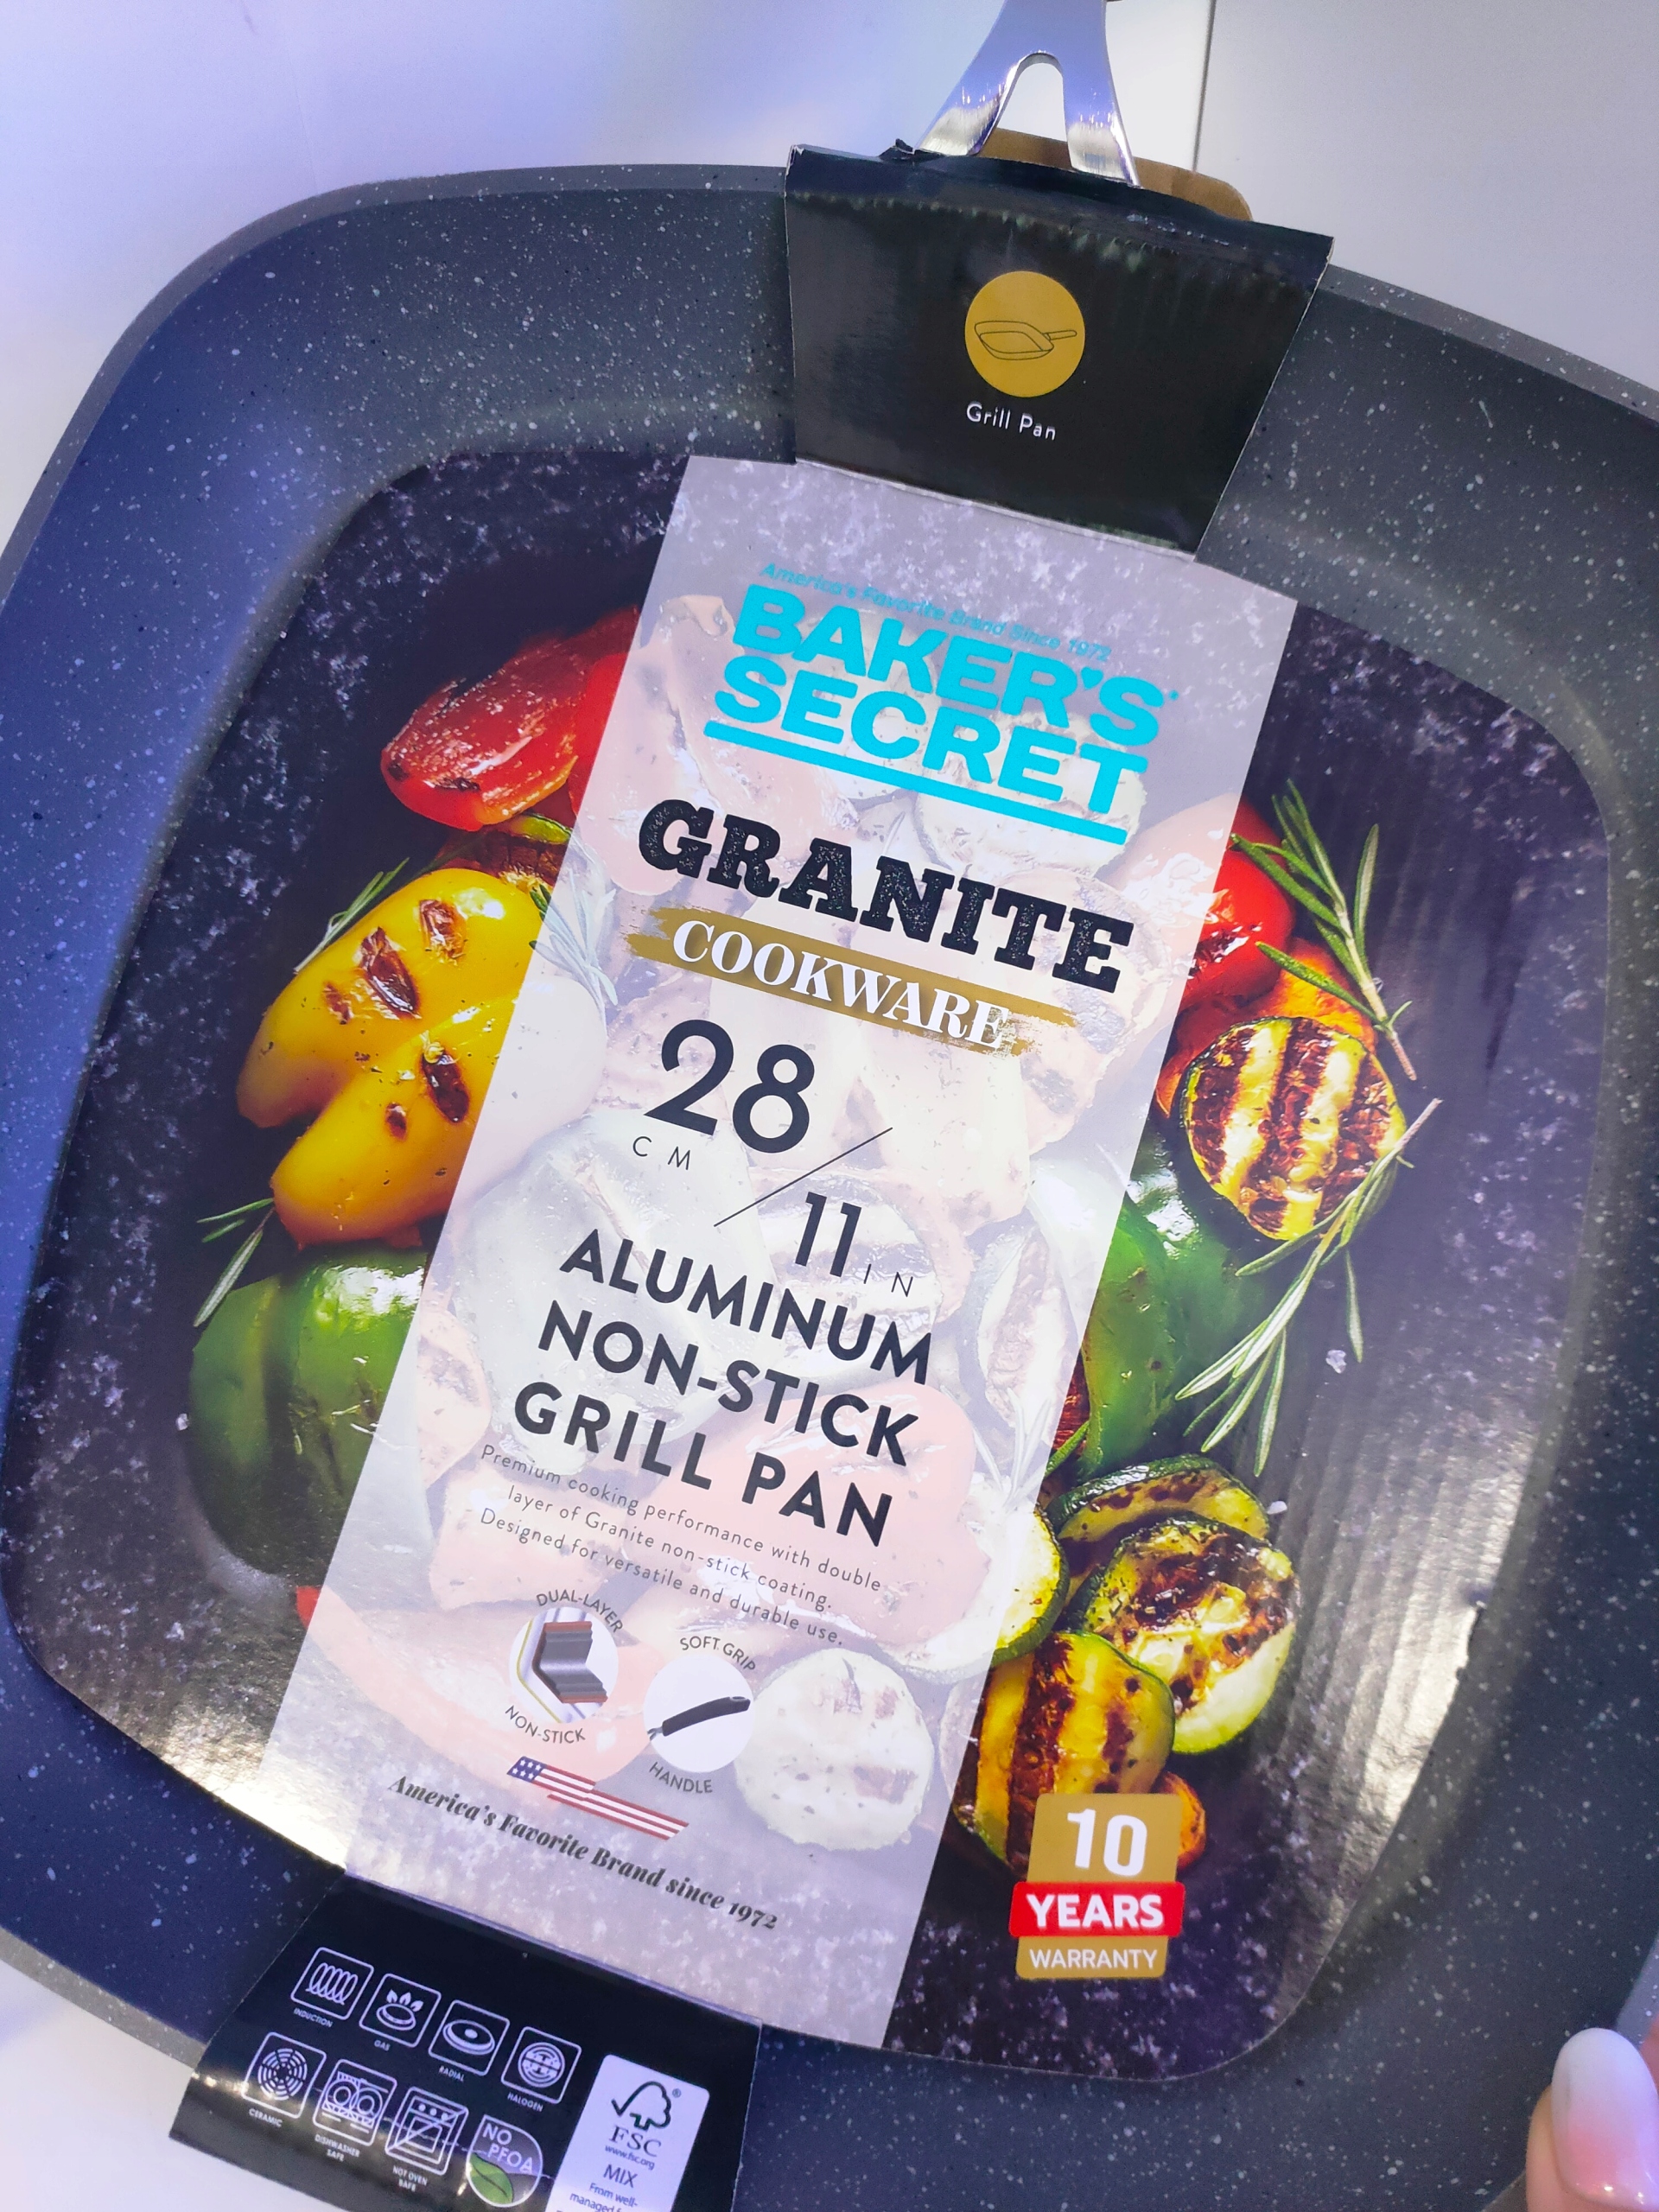 Grill Pan
America's Favorite Brand Since 1972
BAKER'S
SECRET
GRANITE
COOKWARE
28
CM
11 IN
ALUMINUM
NON-STICK
GRILL PAN
Premium cooking performance with double
layer of Granite non-stick coating.
Designed for versatile and durable use.
DUAL-LAYER
NON-STICK
SOFT GRIP
HANDLE
America's Favorite Brand since 1972
10
YEARS
WARRANTY
INDUCTION
GAS
RADIAL
HALOGEN
CERAMIC
DISHWASHER
SAFE
NOT OVEN
SAFE
NO
PFOA
®
FSC
www.fsc.org
MIX
From well-